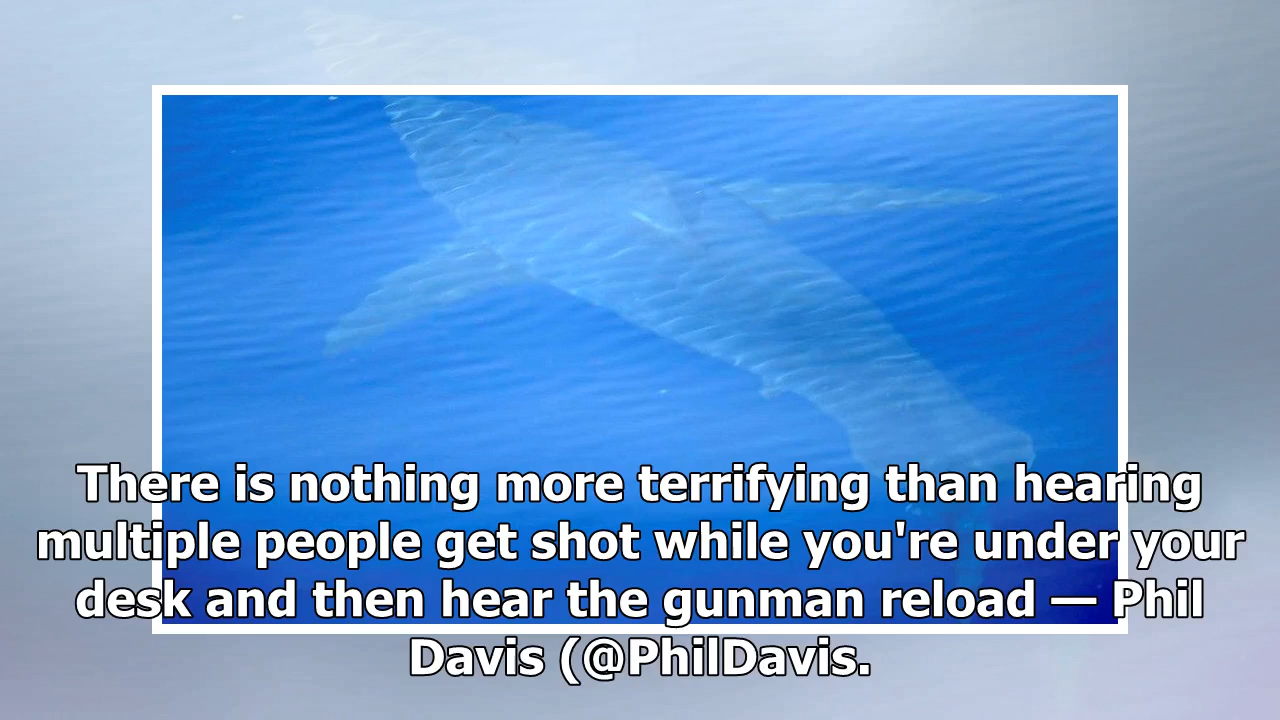 There is nothing more terrifying than hearing
multiple people get shot while you're under your
desk and then hear the gunman reload — Phil
Davis (@PhilDavis.